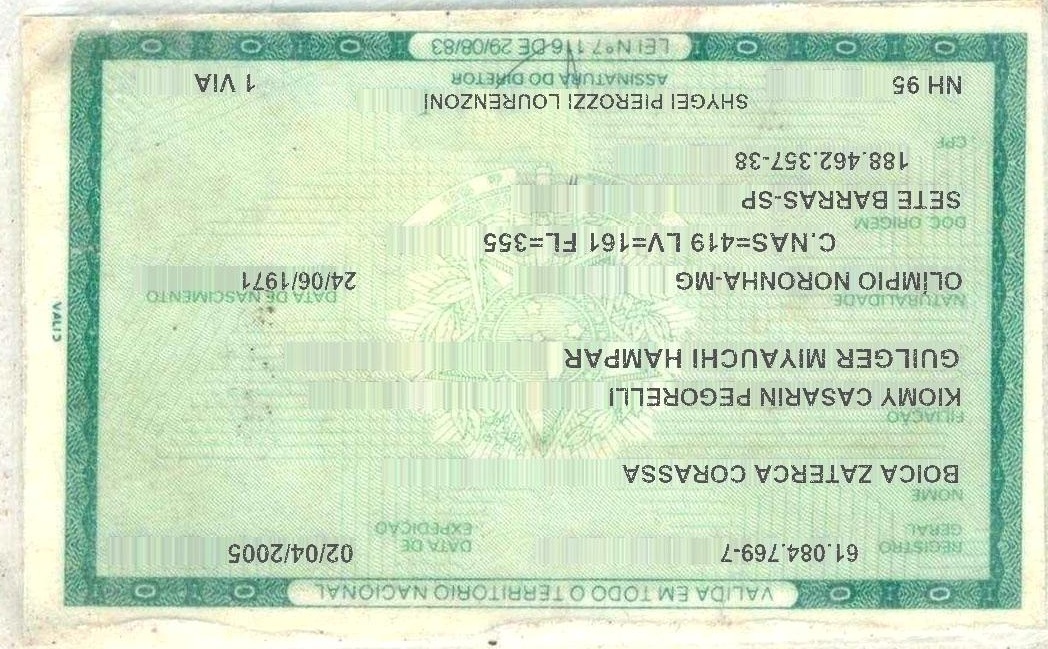 VALIDA EM TODO O TERRITORIO NACIONAL
REGISTRO GERAL 61.084.769-7 DATA DE EXPEDIÇÃO 02/04/2005
NOME
BOICA ZATERCA CORASSA
FILIAÇÃO
KIOMY CASARIN PEGORELLI
GUILGER MIYAUCHI HAMPAR
NATURALIDADE DATA DE NASCIMENTO
OLÍMPIO NORONHA-MG 24/06/1971
DOC ORIGEM C.NAS=419 LV=161 FL=355
SETE BARRAS-SP
CPF 188.462.357-38
SHYGEI PIEROZZI LOURENZONI
NH 95 ASSINATURA DO DIRETOR 1 VIA
LEI Nº 7.116 DE 29/08/83
VALID